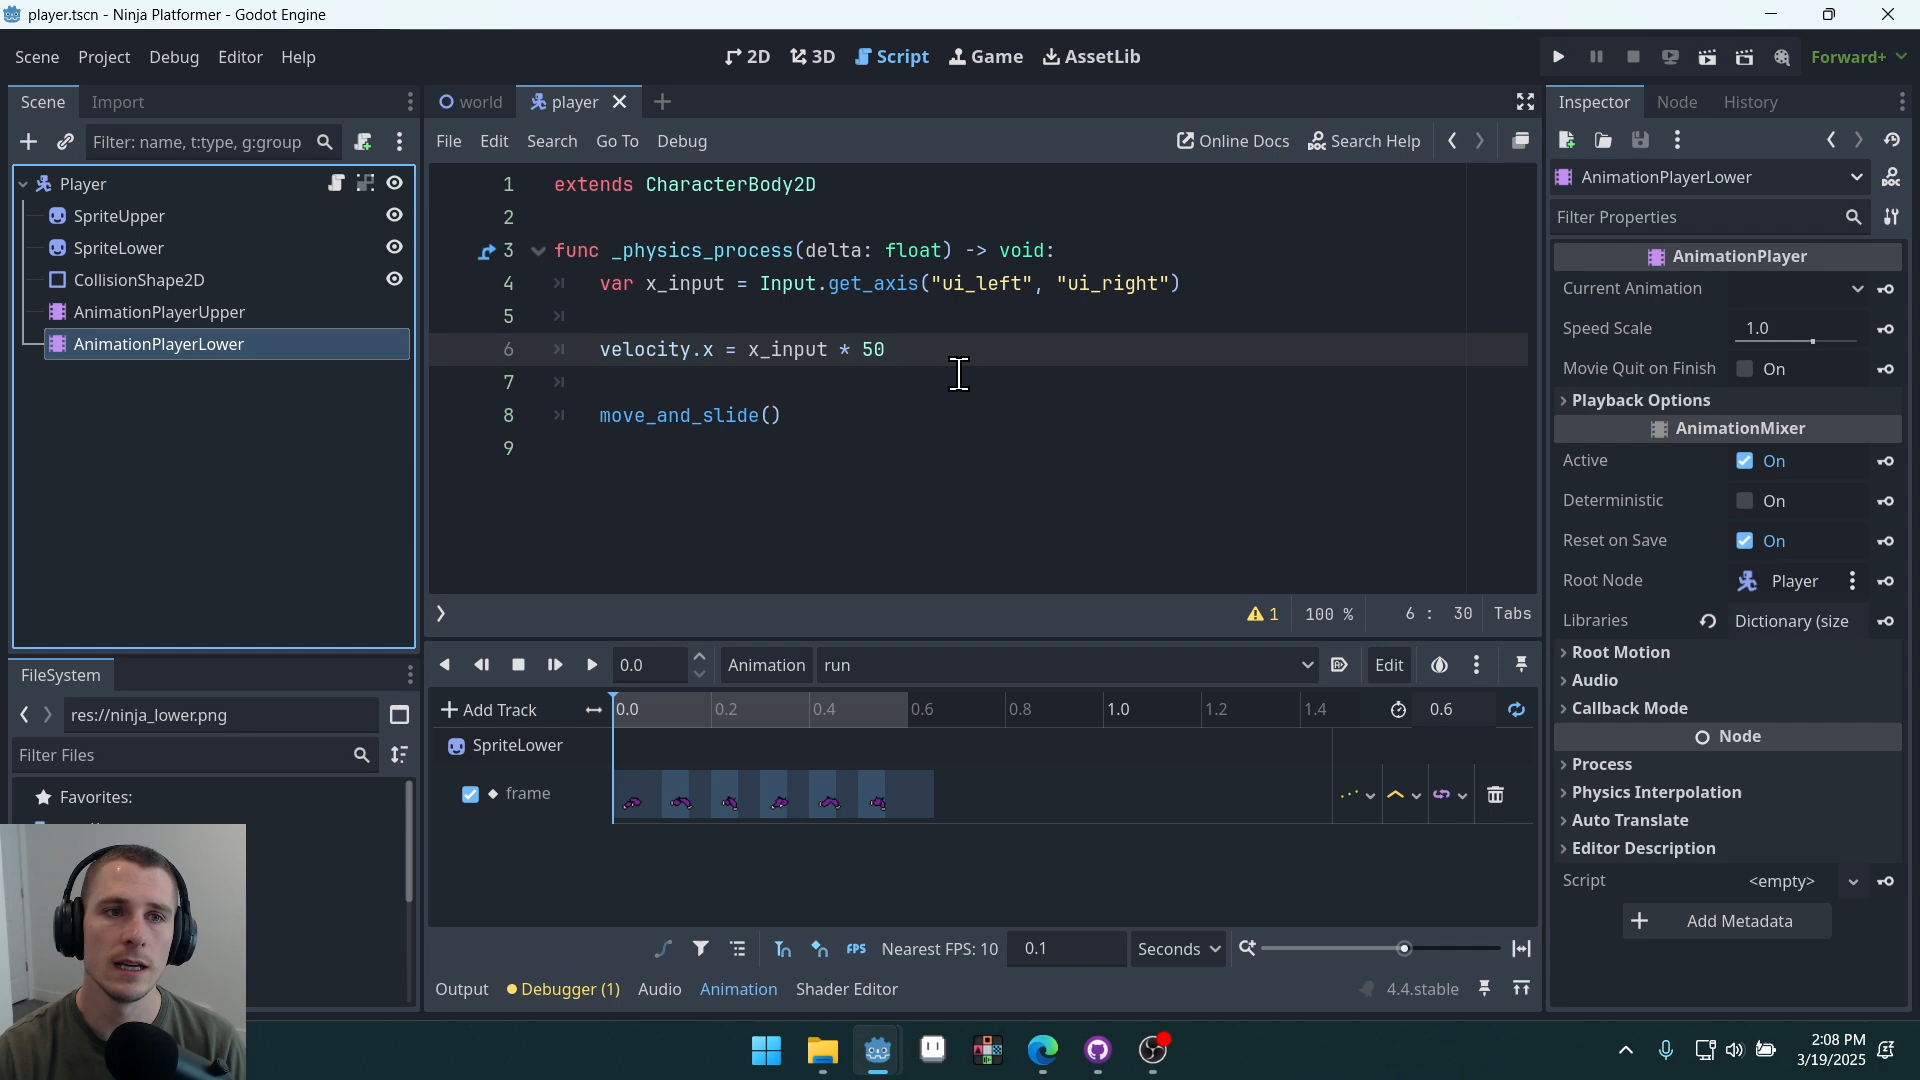 player.tscn - Ninja Platformer - Godot Engine
Scene Project Debug Editor Help
2D 3D Script Game AssetLib
Forward+
Scene Import
Filter: name, t:type, g:group
Player
SpriteUpper
SpriteLower
CollisionShape2D
AnimationPlayerUpper
AnimationPlayerLower
FileSystem
res://ninja_lower.png
Filter Files
Favorites:
world player
File Edit Search Go To Debug
Online Docs Search Help
1 extends CharacterBody2D
2
3 func _physics_process(delta: float) -> void:
4 var x_input = Input.get_axis("ui_left", "ui_right")
5
6 velocity.x = x_input * 50
7
8 move_and_slide()
9
1 100 % 6 : 30 Tabs
0.0 Animation run Edit
Add Track 0.0 0.2 0.4 0.6 0.8 1.0 1.2 1.4 0.6
SpriteLower
frame
FPS Nearest FPS: 10 0.1 Seconds
Output Debugger (1) Audio Animation Shader Editor 4.4.stable
Inspector Node History
AnimationPlayerLower
Filter Properties
AnimationPlayer
Current Animation
Speed Scale 1.0
Movie Quit on Finish On
Playback Options
AnimationMixer
Active On
Deterministic On
Reset on Save On
Root Node Player
Libraries Dictionary (size
Root Motion
Audio
Callback Mode
Node
Process
Physics Interpolation
Auto Translate
Editor Description
Script <empty>
Add Metadata
2:08 PM
3/19/2025